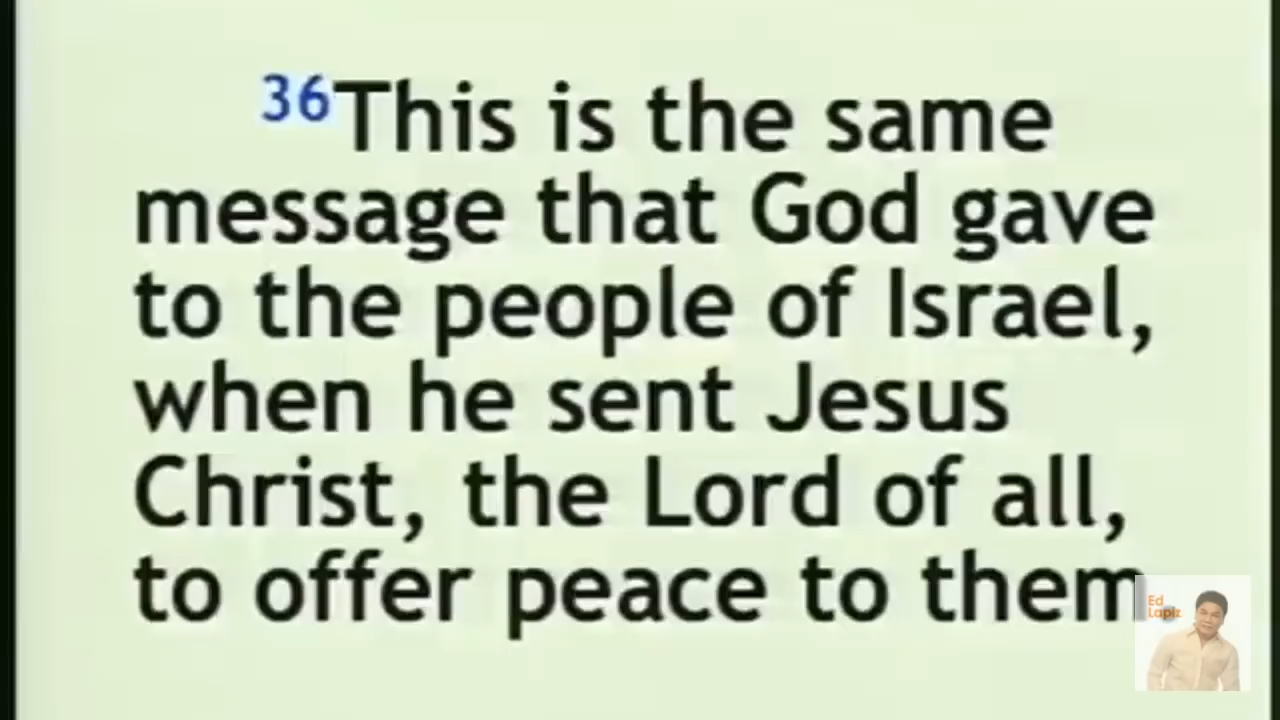 36This is the same
message that God gave
to the people of Israel,
when he sent Jesus
Christ, the Lord of all,
to offer peace to them
Ed
Lapiz